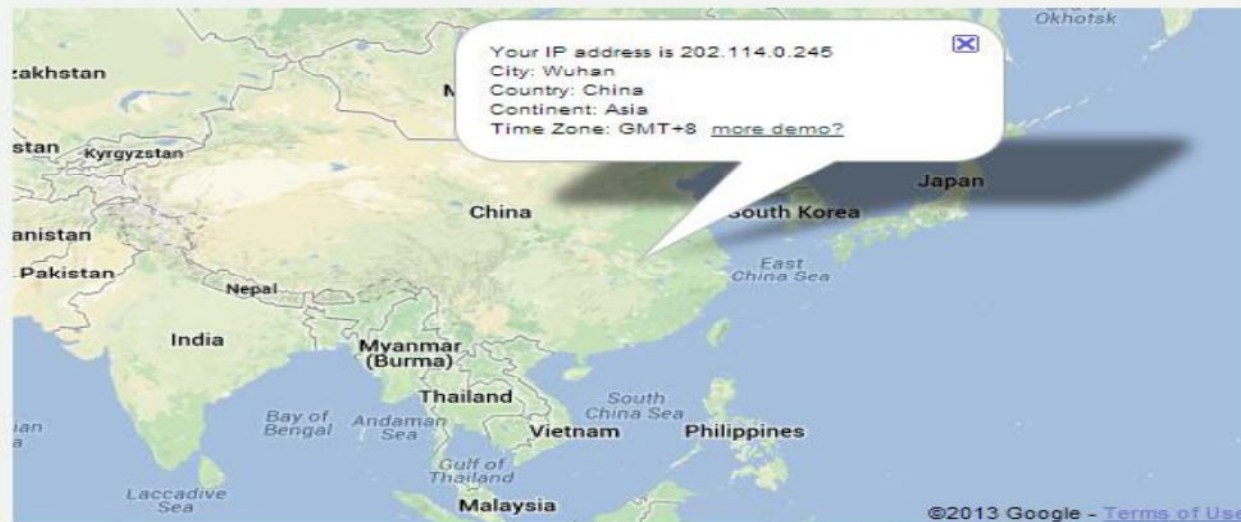 Okhotsk
Your IP address is 202.114.0.245
City: Wuhan
Country: China
Continent: Asia
Time Zone: GMT+8 more demo?
zakhstan
stan
Kyrgyzstan
Japan
China
South Korea
anistan
East
China Sea
Pakistan
Nepal
India
Myanmar
(Burma)
Thailand
South
China Sea
Bay of
Bengal
Andaman
Sea
Vietnam
Philippines
Gulf of
Thailand
Laccadive
Sea
Malaysia
©2013 Google - Terms of Use